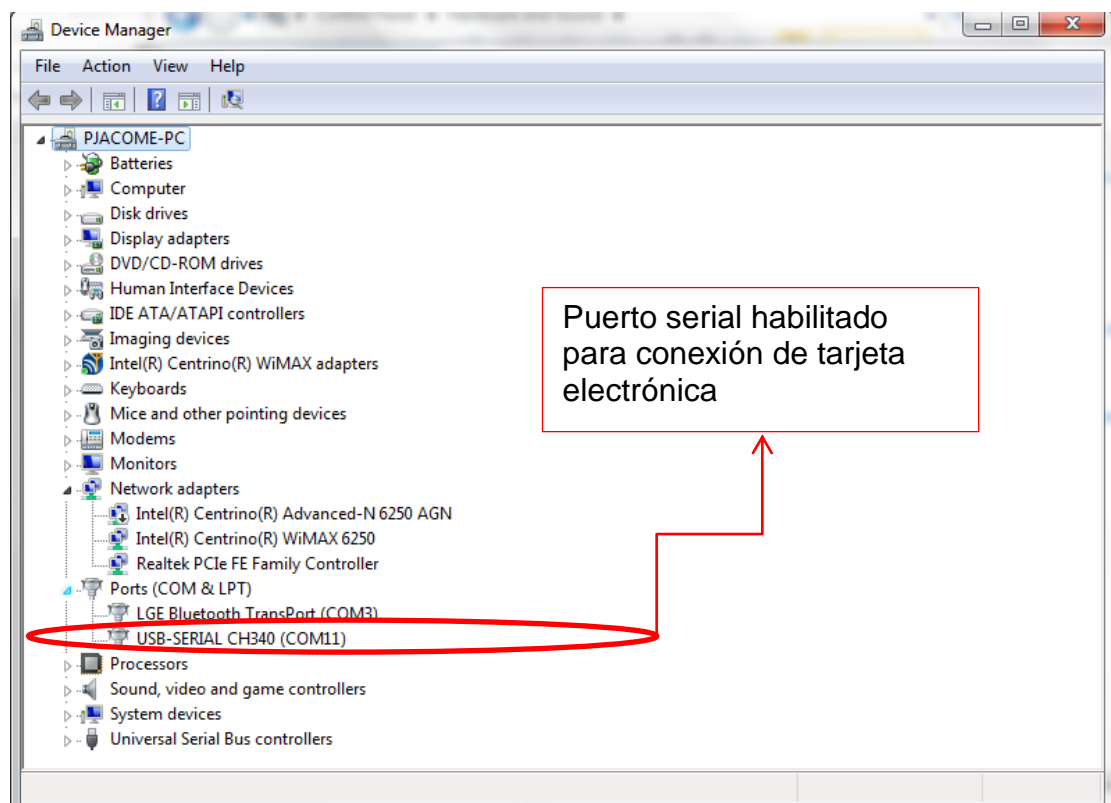 Device Manager
File Action View Help
PJACOME-PC
Batteries
Computer
Disk drives
Display adapters
DVD/CD-ROM drives
Human Interface Devices
IDE ATA/ATAPI controllers
Imaging devices
Intel(R) Centrino(R) WiMAX adapters
Keyboards
Mice and other pointing devices
Modems
Monitors
Network adapters
Intel(R) Centrino(R) Advanced-N 6250 AGN
Intel(R) Centrino(R) WiMAX 6250
Realtek PCIe FE Family Controller
Ports (COM & LPT)
LGE Bluetooth TransPort (COM3)
USB-SERIAL CH340 (COM11)
Processors
Sound, video and game controllers
System devices
Universal Serial Bus controllers
Puerto serial habilitado
para conexión de tarjeta
electrónica